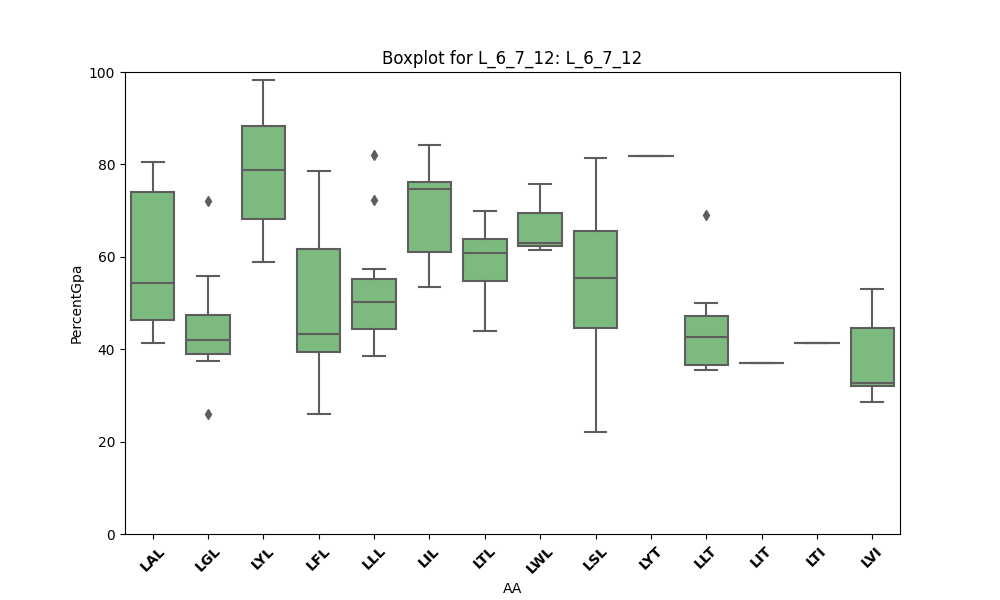 Boxplot for L_6_7_12: L_6_7_12
100
80
60
40
20
0
PercentGpa
LAL LGL LYL LFL LLL LIL LTL LWL LSL LYT LLT LIT LTI LVI
AA